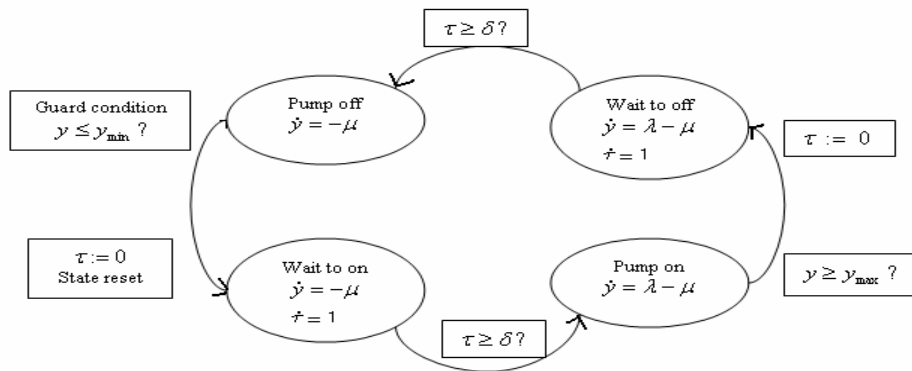 τ ≥ δ ?
Guard condition
y ≤ y_min ?
Pump off
ẏ = −μ
Wait to off
ẏ = λ − μ
τ̇ = 1
τ := 0
τ := 0
State reset
Wait to on
ẏ = −μ
τ̇ = 1
Pump on
ẏ = λ − μ
y ≥ y_max ?
τ ≥ δ ?